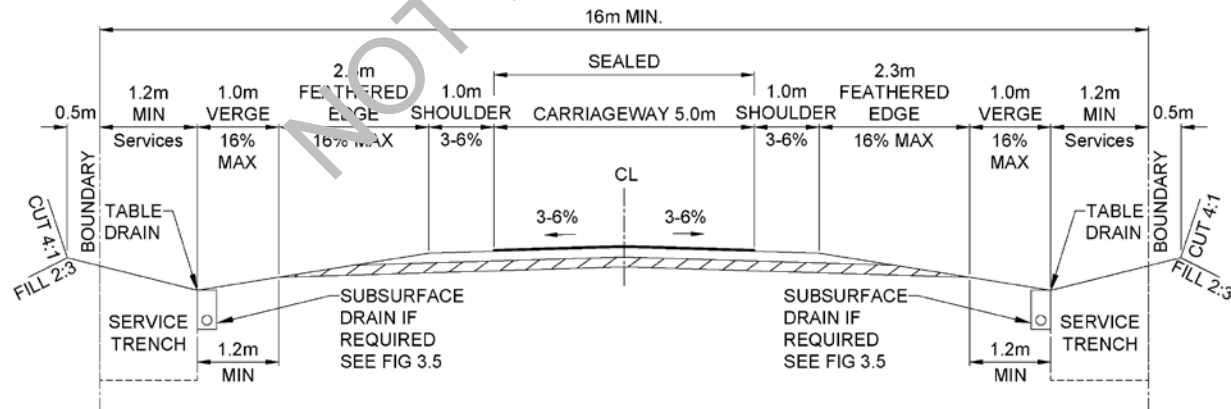 16m MIN.
0.5m
1.2m
MIN
Services
1.0m
VERGE
16%
MAX
FEATHERED
EDGE
16% MAX
1.0m
SHOULDER
3-6%
SEALED
CARRIAGEWAY 5.0m
1.0m
SHOULDER
3-6%
2.3m
FEATHERED
EDGE
16% MAX
1.0m
VERGE
16%
MAX
1.2m
MIN
Services
0.5m
NOT
CL
3-6%
3-6%
BOUNDARY
CUT 4:1
FILL 2:3
TABLE
DRAIN
TABLE
DRAIN
BOUNDARY
CUT 4:1
FILL 2:3
SERVICE
TRENCH
1.2m
MIN
SUBSURFACE
DRAIN IF
REQUIRED
SEE FIG 3.5
SUBSURFACE
DRAIN IF
REQUIRED
SEE FIG 3.5
SERVICE
TRENCH
1.2m
MIN